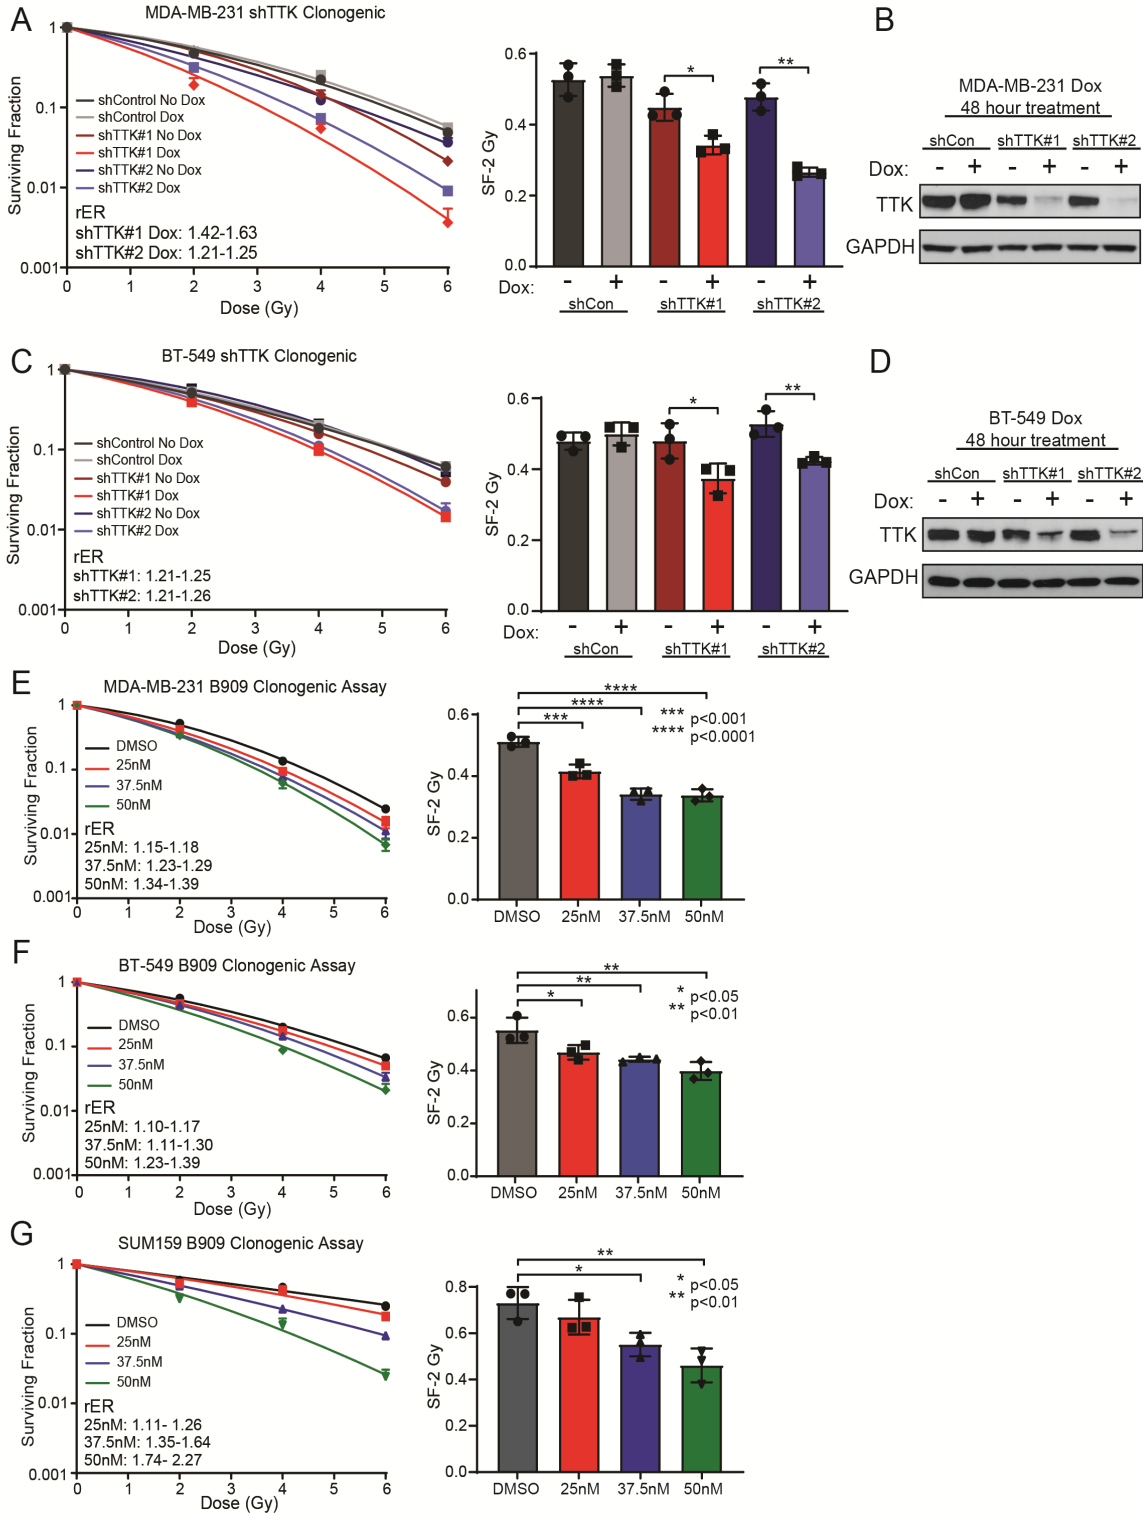 A
MDA-MB-231 shTTK Clonogenic
Surviving Fraction
1
0.1
0.01
0.001
shControl No Dox
shControl Dox
shTTK#1 No Dox
shTTK#1 Dox
shTTK#2 No Dox
shTTK#2 Dox
rER
shTTK#1 Dox: 1.42-1.63
shTTK#2 Dox: 1.21-1.25
0 1 2 3 4 5 6
Dose (Gy)
SF-2 Gy
0.6
0.4
0.2
0.0
* **
Dox: - + - + - +
shCon shTTK#1 shTTK#2
B
MDA-MB-231 Dox
48 hour treatment
shCon shTTK#1 shTTK#2
Dox: - + - + - +
TTK
GAPDH
C
BT-549 shTTK Clonogenic
Surviving Fraction
1
0.1
0.01
0.001
shControl No Dox
shControl Dox
shTTK#1 No Dox
shTTK#1 Dox
shTTK#2 No Dox
shTTK#2 Dox
rER
shTTK#1: 1.21-1.25
shTTK#2: 1.21-1.26
0 1 2 3 4 5 6
Dose (Gy)
SF-2 Gy
0.6
0.4
0.2
0.0
* **
Dox: - + - + - +
shCon shTTK#1 shTTK#2
D
BT-549 Dox
48 hour treatment
shCon shTTK#1 shTTK#2
Dox: - + - + - +
TTK
GAPDH
E
MDA-MB-231 B909 Clonogenic Assay
Surviving Fraction
1
0.1
0.01
0.001
DMSO
25nM
37.5nM
50nM
rER
25nM: 1.15-1.18
37.5nM: 1.23-1.29
50nM: 1.34-1.39
0 1 2 3 4 5 6
Dose (Gy)
SF-2 Gy
0.6
0.4
0.2
0.0
****
****
***
*** p<0.001
**** p<0.0001
DMSO 25nM 37.5nM 50nM
F
BT-549 B909 Clonogenic Assay
Surviving Fraction
1
0.1
0.01
0.001
DMSO
25nM
37.5nM
50nM
rER
25nM: 1.10-1.17
37.5nM: 1.11-1.30
50nM: 1.23-1.39
0 1 2 3 4 5 6
Dose (Gy)
SF-2 Gy
0.6
0.4
0.2
0.0
**
**
*
* p<0.05
** p<0.01
DMSO 25nM 37.5nM 50nM
G
SUM159 B909 Clonogenic Assay
Surviving Fraction
1
0.1
0.01
0.001
DMSO
25nM
37.5nM
50nM
rER
25nM: 1.11- 1.26
37.5nM: 1.35-1.64
50nM: 1.74- 2.27
0 1 2 3 4 5 6
Dose (Gy)
SF-2 Gy
0.8
0.6
0.4
0.2
0.0
**
*
* p<0.05
** p<0.01
DMSO 25nM 37.5nM 50nM